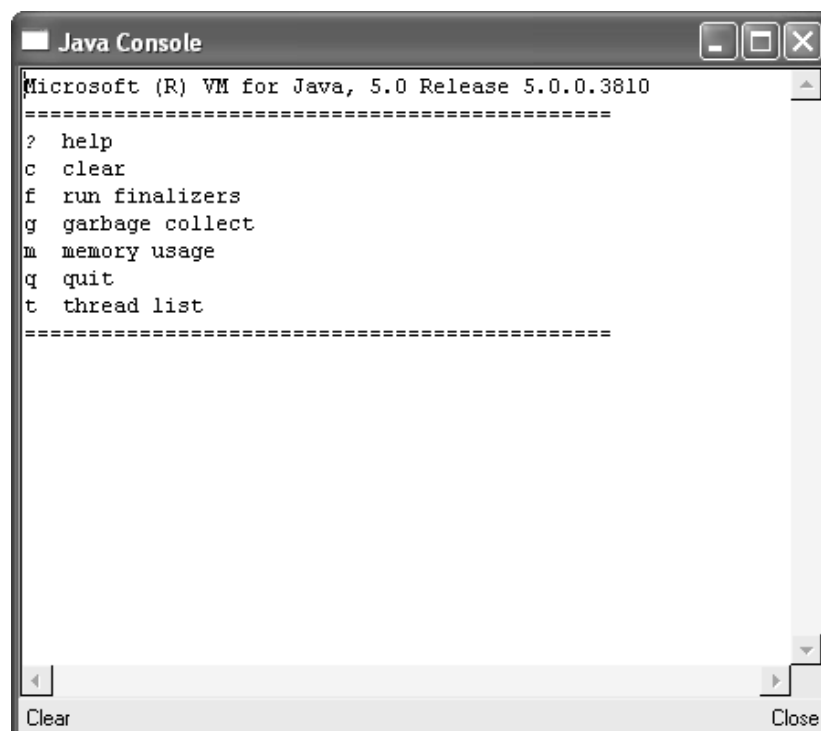 Java Console
Microsoft (R) VM for Java, 5.0 Release 5.0.0.3810
==============================================
?  help
c  clear
f  run finalizers
g  garbage collect
m  memory usage
q  quit
t  thread list
==============================================
Clear Close